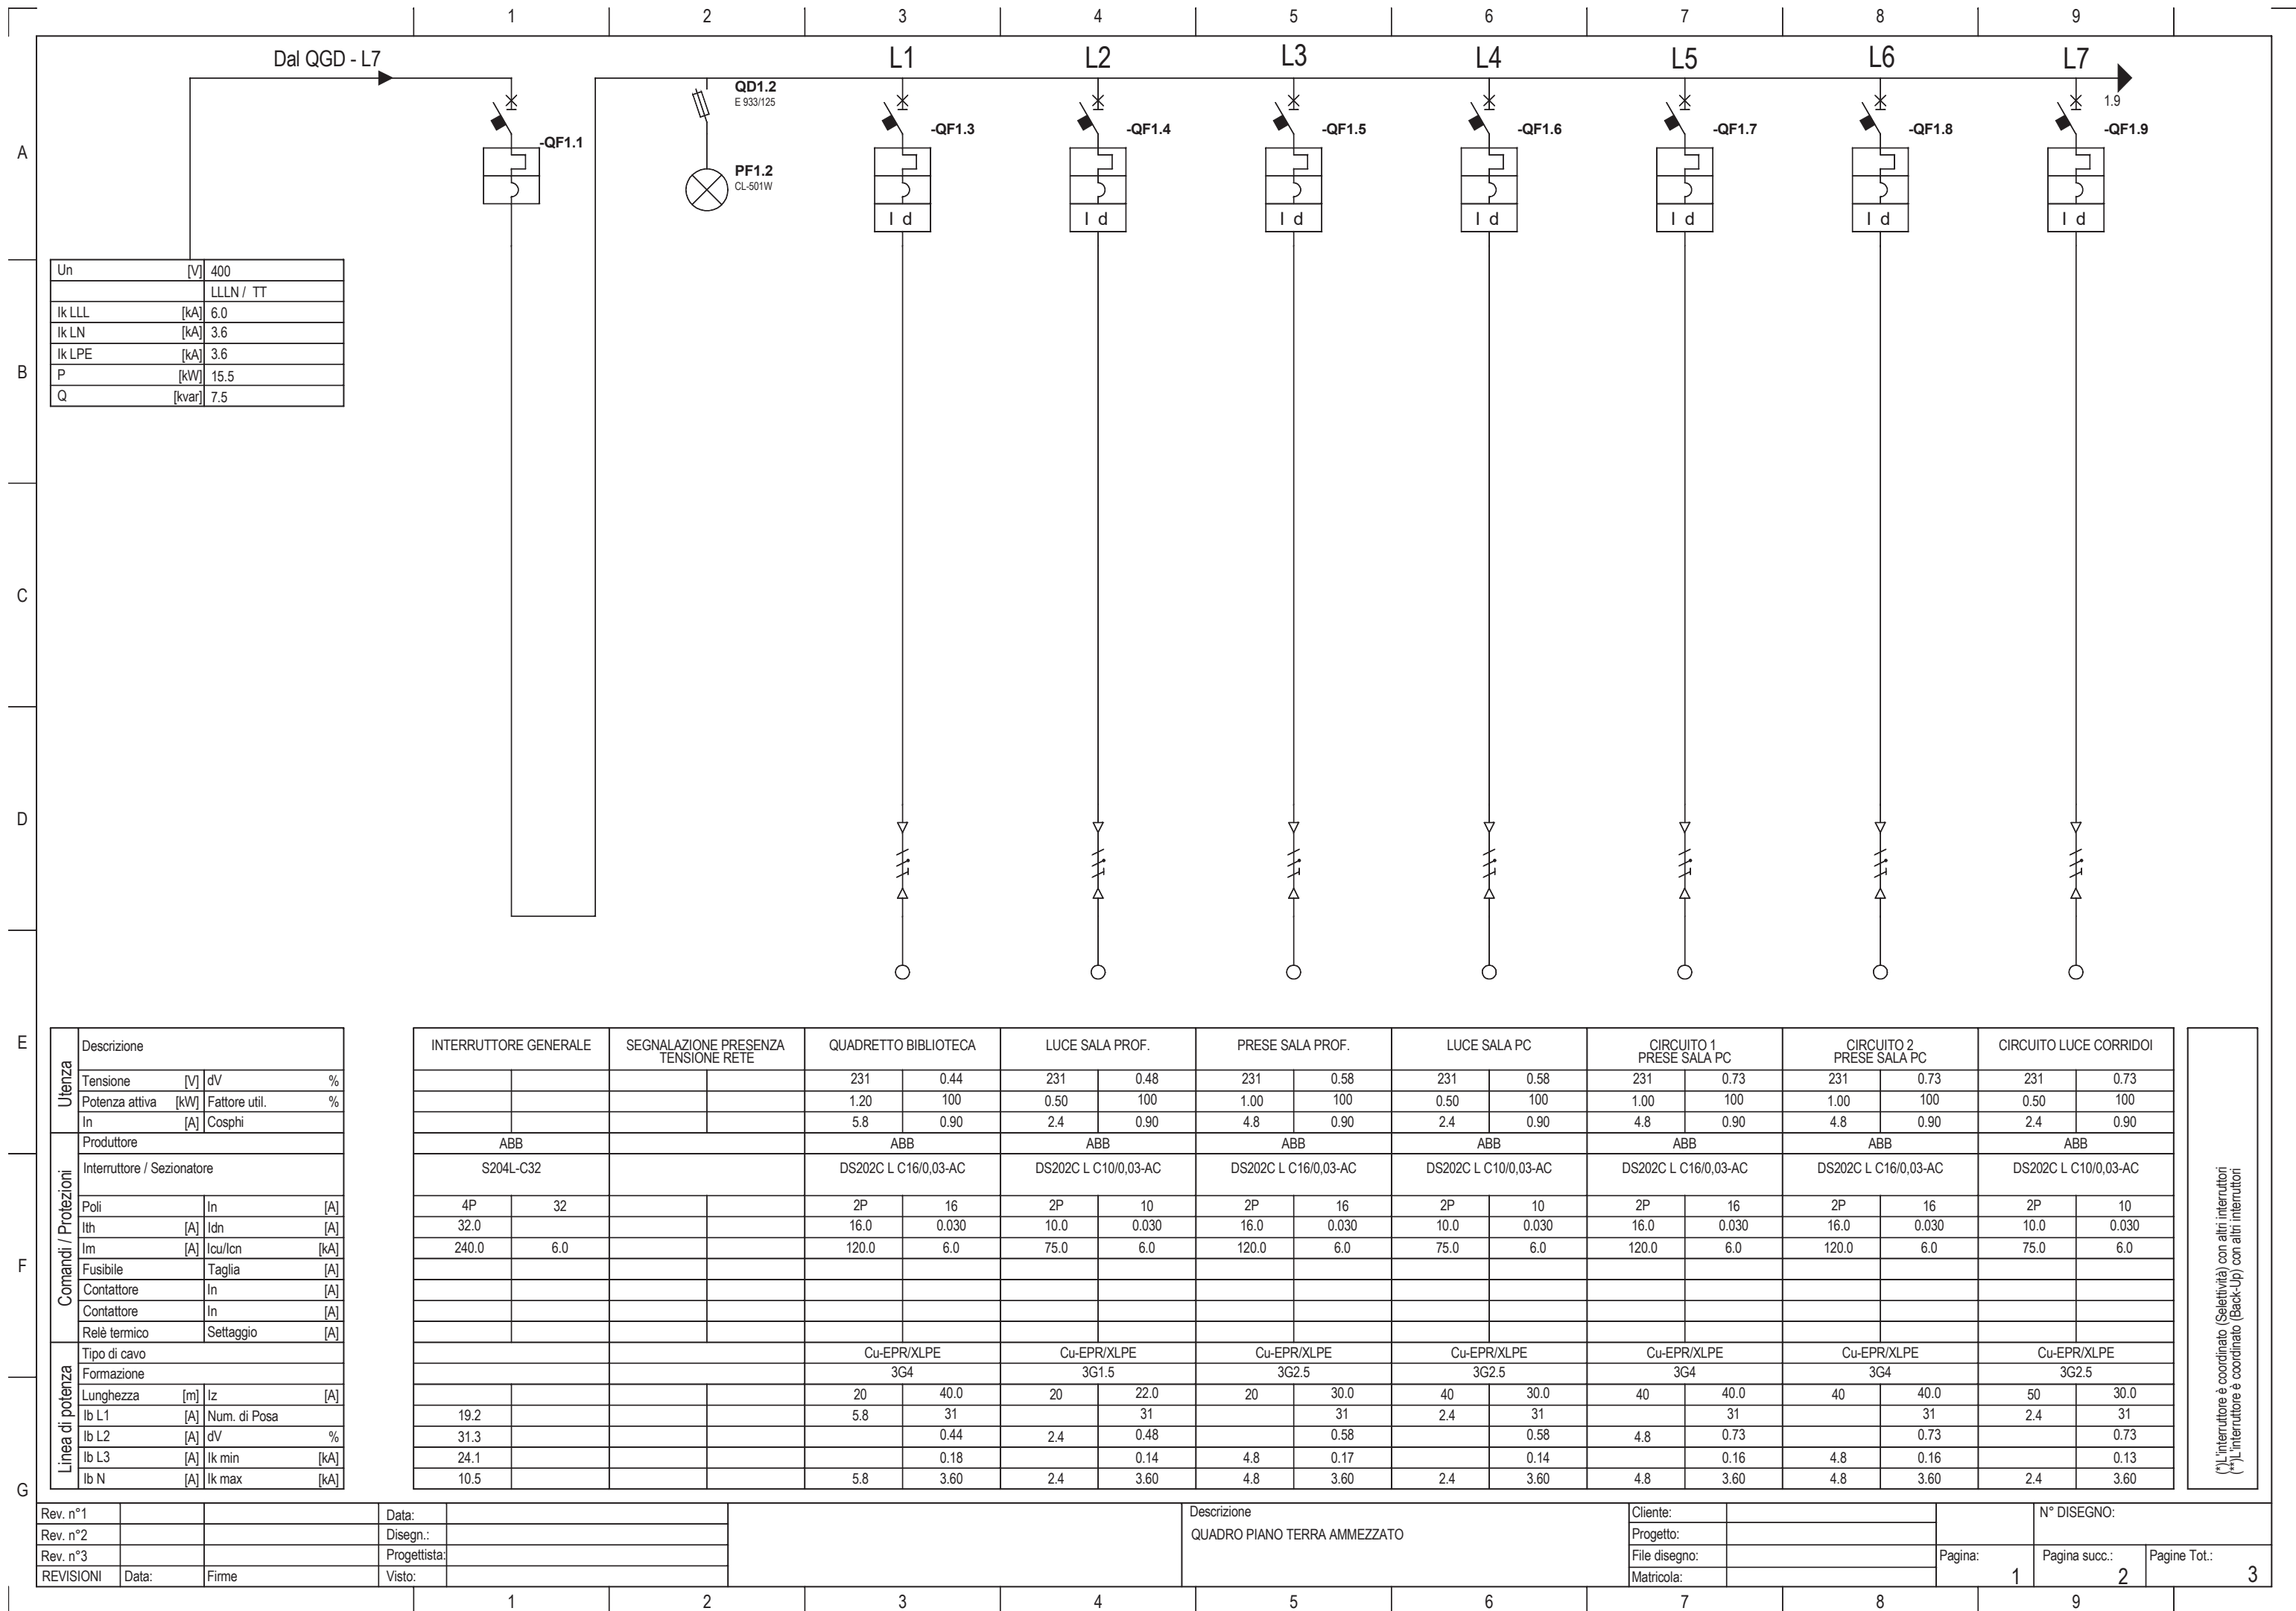 1 2 3 4 5 6 7 8 9
Dal QGD - L7
L1 L2 L3 L4 L5 L6 L7
QD1.2
E 933/125
1.9
-QF1.1
-QF1.3 -QF1.4 -QF1.5 -QF1.6 -QF1.7 -QF1.8 -QF1.9
A
PF1.2
CL-501W
I d I d I d I d I d I d I d
Un [V] 400
LLLN / TT
Ik LLL [kA] 6.0
Ik LN [kA] 3.6
Ik LPE [kA] 3.6
P [kW] 15.5
Q [kvar] 7.5
B
C
D
E
F
G
Utenza
Descrizione INTERRUTTORE GENERALE SEGNALAZIONE PRESENZA TENSIONE RETE QUADRETTO BIBLIOTECA LUCE SALA PROF. PRESE SALA PROF. LUCE SALA PC CIRCUITO 1 PRESE SALA PC CIRCUITO 2 PRESE SALA PC CIRCUITO LUCE CORRIDOI
Tensione [V] dV % 231 0.44 231 0.48 231 0.58 231 0.58 231 0.73 231 0.73 231 0.73
Potenza attiva [kW] Fattore util. % 1.20 100 0.50 100 1.00 100 0.50 100 1.00 100 1.00 100 0.50 100
In [A] Cosphi 5.8 0.90 2.4 0.90 4.8 0.90 2.4 0.90 4.8 0.90 4.8 0.90 2.4 0.90
Comandi / Protezioni
Produttore ABB ABB ABB ABB ABB ABB ABB ABB
Interruttore / Sezionatore S204L-C32 DS202C L C16/0,03-AC DS202C L C10/0,03-AC DS202C L C16/0,03-AC DS202C L C10/0,03-AC DS202C L C16/0,03-AC DS202C L C16/0,03-AC DS202C L C10/0,03-AC
Poli In [A] 4P 32 2P 16 2P 10 2P 16 2P 10 2P 16 2P 16 2P 10
Ith [A] Idn [A] 32.0 16.0 0.030 10.0 0.030 16.0 0.030 10.0 0.030 16.0 0.030 16.0 0.030 10.0 0.030
Im [A] Icu/Icn [kA] 240.0 6.0 120.0 6.0 75.0 6.0 120.0 6.0 75.0 6.0 120.0 6.0 120.0 6.0 75.0 6.0
Fusibile Taglia [A]
Contattore In [A]
Contattore In [A]
Relè termico Settaggio [A]
Linea di potenza
Tipo di cavo Cu-EPR/XLPE Cu-EPR/XLPE Cu-EPR/XLPE Cu-EPR/XLPE Cu-EPR/XLPE Cu-EPR/XLPE Cu-EPR/XLPE
Formazione 3G4 3G1.5 3G2.5 3G2.5 3G4 3G4 3G2.5
Lunghezza [m] Iz [A] 20 40.0 20 22.0 20 30.0 40 30.0 40 40.0 40 40.0 50 30.0
Ib L1 [A] Num. di Posa 19.2 5.8 31 31 31 2.4 31 31 31 2.4 31
Ib L2 [A] dV % 31.3 0.44 2.4 0.48 0.58 0.58 4.8 0.73 0.73 0.73
Ib L3 [A] Ik min [kA] 24.1 0.18 0.14 4.8 0.17 0.14 0.16 4.8 0.16 0.13
Ib N [A] Ik max [kA] 10.5 5.8 3.60 2.4 3.60 4.8 3.60 2.4 3.60 4.8 3.60 4.8 3.60 2.4 3.60
(*)L'interruttore è coordinato (Selettività) con altri interruttori
(**)L'interruttore è coordinato (Back-Up) con altri interruttori
Rev. n°1 Data: Descrizione Cliente: N° DISEGNO:
Rev. n°2 Disegn.: QUADRO PIANO TERRA AMMEZZATO Progetto:
Rev. n°3 Progettista: File disegno: Pagina: Pagina succ.: Pagine Tot.:
REVISIONI Data: Firme Visto: Matricola: 1 2 3
1 2 3 4 5 6 7 8 9